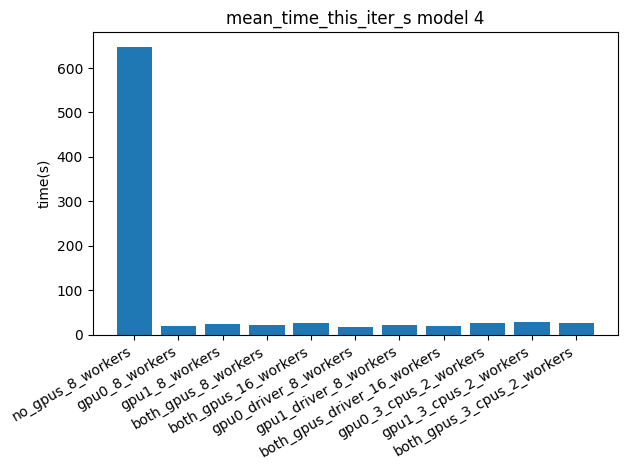 mean_time_this_iter_s model 4
time(s)
600
500
400
300
200
100
0
no_gpus_8_workers
gpu0_8_workers
gpu1_8_workers
both_gpus_8_workers
both_gpus_16_workers
gpu0_driver_8_workers
gpu1_driver_8_workers
both_gpus_driver_16_workers
gpu0_3_cpus_2_workers
gpu1_3_cpus_2_workers
both_gpus_3_cpus_2_workers